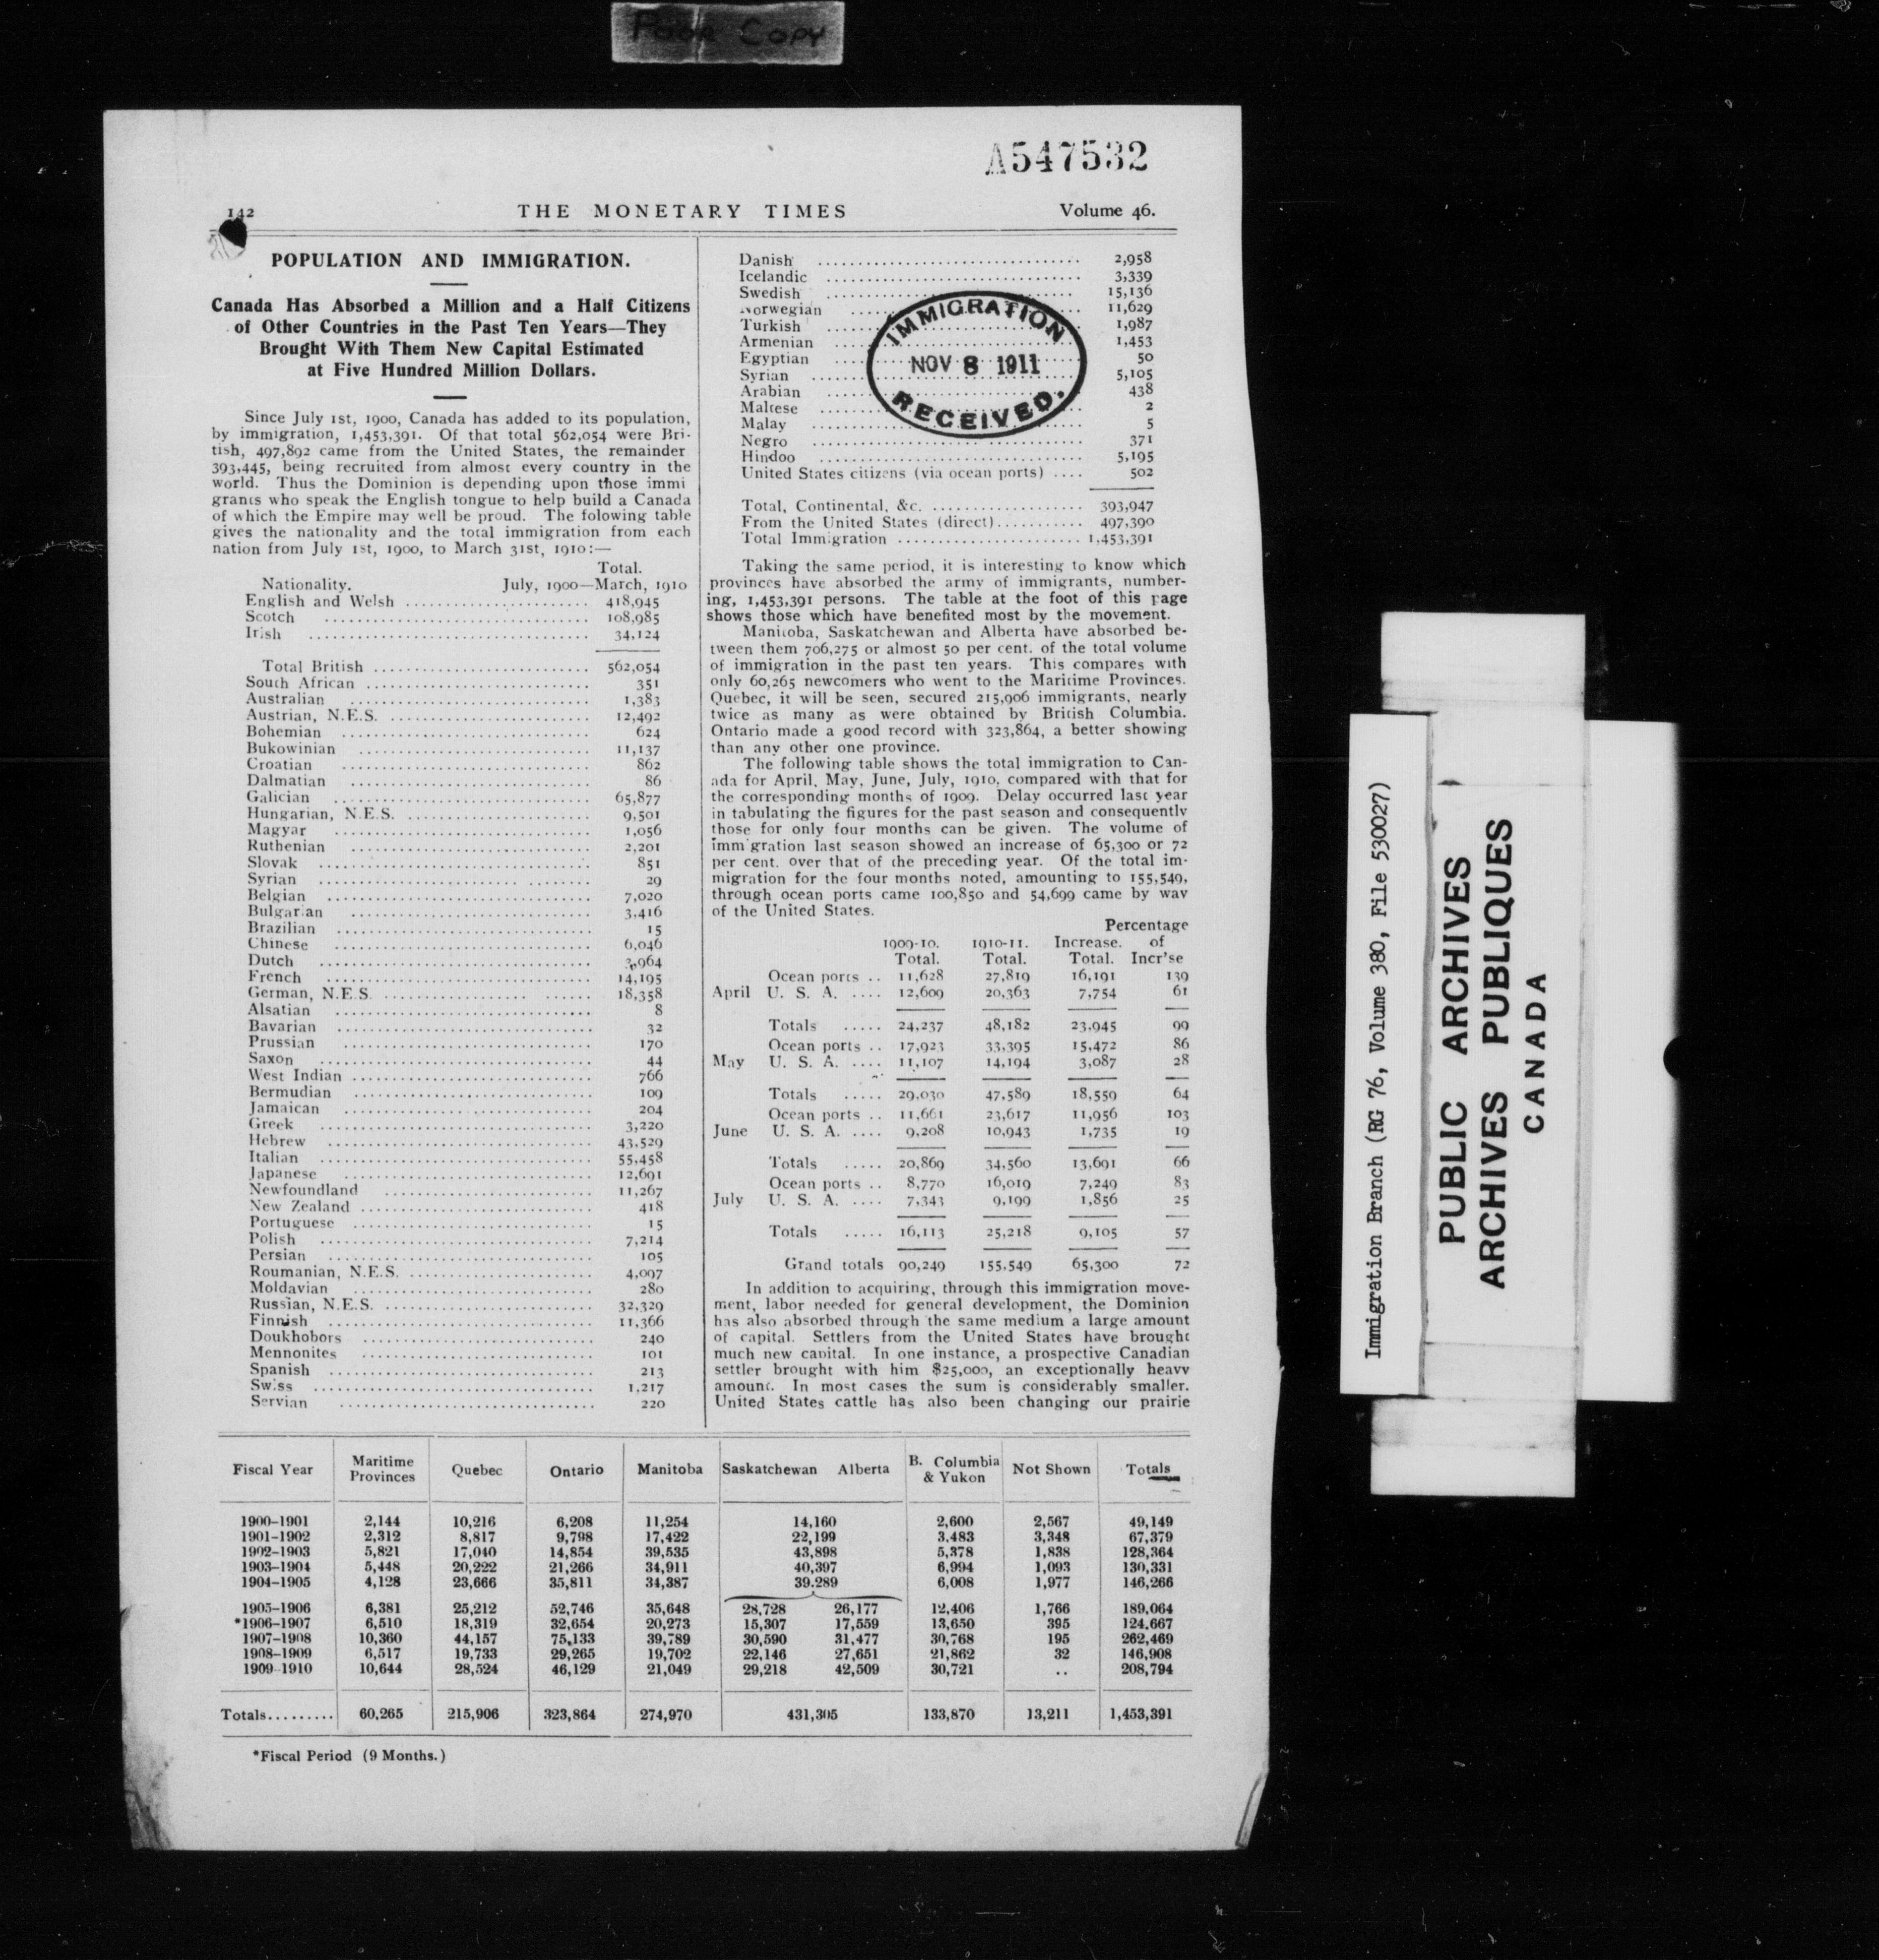 Poor Copy
A547532
142 THE MONETARY TIMES Volume 46.
POPULATION AND IMMIGRATION.
Canada Has Absorbed a Million and a Half Citizens
of Other Countries in the Past Ten Years—They
Brought With Them New Capital Estimated
at Five Hundred Million Dollars.
Since July 1st, 1900, Canada has added to its population,
by immigration, 1,453,391. Of that total 562,054 were Bri-
tish, 497,892 came from the United States, the remainder
393,445, being recruited from almost every country in the
world. Thus the Dominion is depending upon those immi
grants who speak the English tongue to help build a Canada
of which the Empire may well be proud. The folowing table
gives the nationality and the total immigration from each
nation from July 1st, 1900, to March 31st, 1910:—
Total.
Nationality. July, 1900—March, 1910
English and Welsh ........ 418,945
Scotch ........ 108,985
Irish ........ 34,124
Total British ........ 562,054
South African ........ 351
Australian ........ 1,383
Austrian, N.E.S. ........ 12,492
Bohemian ........ 624
Bukowinian ........ 11,137
Croatian ........ 862
Dalmatian ........ 86
Galician ........ 65,877
Hungarian, N.E.S. ........ 9,501
Magyar ........ 1,056
Ruthenian ........ 2,201
Slovak ........ 851
Syrian ........ 29
Belgian ........ 7,020
Bulgarian ........ 3,416
Brazilian ........ 15
Chinese ........ 6,046
Dutch ........ 3,964
French ........ 14,195
German, N.E.S. ........ 18,358
Alsatian ........ 8
Bavarian ........ 32
Prussian ........ 170
Saxon ........ 44
West Indian ........ 766
Bermudian ........ 109
Jamaican ........ 204
Greek ........ 3,220
Hebrew ........ 43,529
Italian ........ 55,458
Japanese ........ 12,691
Newfoundland ........ 11,267
New Zealand ........ 418
Portuguese ........ 15
Polish ........ 7,214
Persian ........ 105
Roumanian, N.E.S. ........ 4,097
Moldavian ........ 280
Russian, N.E.S. ........ 32,329
Finnish ........ 11,366
Doukhobors ........ 240
Mennonites ........ 101
Spanish ........ 213
Swiss ........ 1,217
Servian ........ 220
Danish ........ 2,958
Icelandic ........ 3,339
Swedish ........ 15,136
Norwegian ........ 11,629
Turkish ........ 1,987
Armenian ........ 1,453
Egyptian ........ 50
Syrian ........ 5,105
Arabian ........ 438
Maltese ........ 2
Malay ........ 5
Negro ........ 371
Hindoo ........ 5,195
United States citizens (via ocean ports) .... 502
IMMIGRATION
NOV 8 1911
RECEIVED.
Total, Continental, &c. ........ 393,947
From the United States (direct)........ 497,390
Total Immigration ........ 1,453,391
Taking the same period, it is interesting to know which
provinces have absorbed the army of immigrants, number-
ing, 1,453,391 persons. The table at the foot of this page
shows those which have benefited most by the movement.
Manitoba, Saskatchewan and Alberta have absorbed be-
tween them 706,275 or almost 50 per cent. of the total volume
of immigration in the past ten years. This compares with
only 60,265 newcomers who went to the Maritime Provinces.
Quebec, it will be seen, secured 215,906 immigrants, nearly
twice as many as were obtained by British Columbia.
Ontario made a good record with 323,864, a better showing
than any other one province.
The following table shows the total immigration to Can-
ada for April, May, June, July, 1910, compared with that for
the corresponding months of 1909. Delay occurred last year
in tabulating the figures for the past season and consequently
those for only four months can be given. The volume of
immigration last season showed an increase of 65,300 or 72
per cent. over that of the preceding year. Of the total im-
migration for the four months noted, amounting to 155,549,
through ocean ports came 100,850 and 54,699 came by way
of the United States.
Percentage
1909-10. 1910-11. Increase. of
Total. Total. Total. Incr'se
Ocean ports .. 11,628 27,819 16,191 139
April U. S. A. .... 12,609 20,363 7,754 61
Totals ..... 24,237 48,182 23,945 99
Ocean ports .. 17,923 33,395 15,472 86
May U. S. A. .... 11,107 14,194 3,087 28
Totals ..... 29,030 47,589 18,559 64
Ocean ports .. 11,661 23,617 11,956 103
June U. S. A. .... 9,208 10,943 1,735 19
Totals ..... 20,869 34,560 13,691 66
Ocean ports .. 8,770 16,019 7,249 83
July U. S. A. .... 7,343 9,199 1,856 25
Totals ..... 16,113 25,218 9,105 57
Grand totals 90,249 155,549 65,300 72
In addition to acquiring, through this immigration move-
ment, labor needed for general development, the Dominion
has also absorbed through the same medium a large amount
of capital. Settlers from the United States have brought
much new capital. In one instance, a prospective Canadian
settler brought with him $25,000, an exceptionally heavy
amount. In most cases the sum is considerably smaller.
United States cattle has also been changing our prairie
Fiscal Year Maritime Provinces Quebec Ontario Manitoba Saskatchewan Alberta B. Columbia & Yukon Not Shown Totals
1900-1901 2,144 10,216 6,208 11,254 14,160 2,600 2,567 49,149
1901-1902 2,312 8,817 9,798 17,422 22,199 3,483 3,348 67,379
1902-1903 5,821 17,040 14,854 39,535 43,898 5,378 1,838 128,364
1903-1904 5,448 20,222 21,266 34,911 40,397 6,994 1,093 130,331
1904-1905 4,128 23,666 35,811 34,387 39.289 6,008 1,977 146,266
1905-1906 6,381 25,212 52,746 35,648 28,728 26,177 12,406 1,766 189,064
*1906-1907 6,510 18,319 32,654 20,273 15,307 17,559 13,650 395 124,667
1907-1908 10,360 44,157 75,133 39,789 30,590 31,477 30,768 195 262,469
1908-1909 6,517 19,733 29,265 19,702 22,146 27,651 21,862 32 146,908
1909-1910 10,644 28,524 46,129 21,049 29,218 42,509 30,721 .. 208,794
Totals......... 60,265 215,906 323,864 274,970 431,305 133,870 13,211 1,453,391
*Fiscal Period (9 Months.)
Immigration Branch (RG 76, Volume 380, File 530027)
PUBLIC ARCHIVES
ARCHIVES PUBLIQUES
CANADA